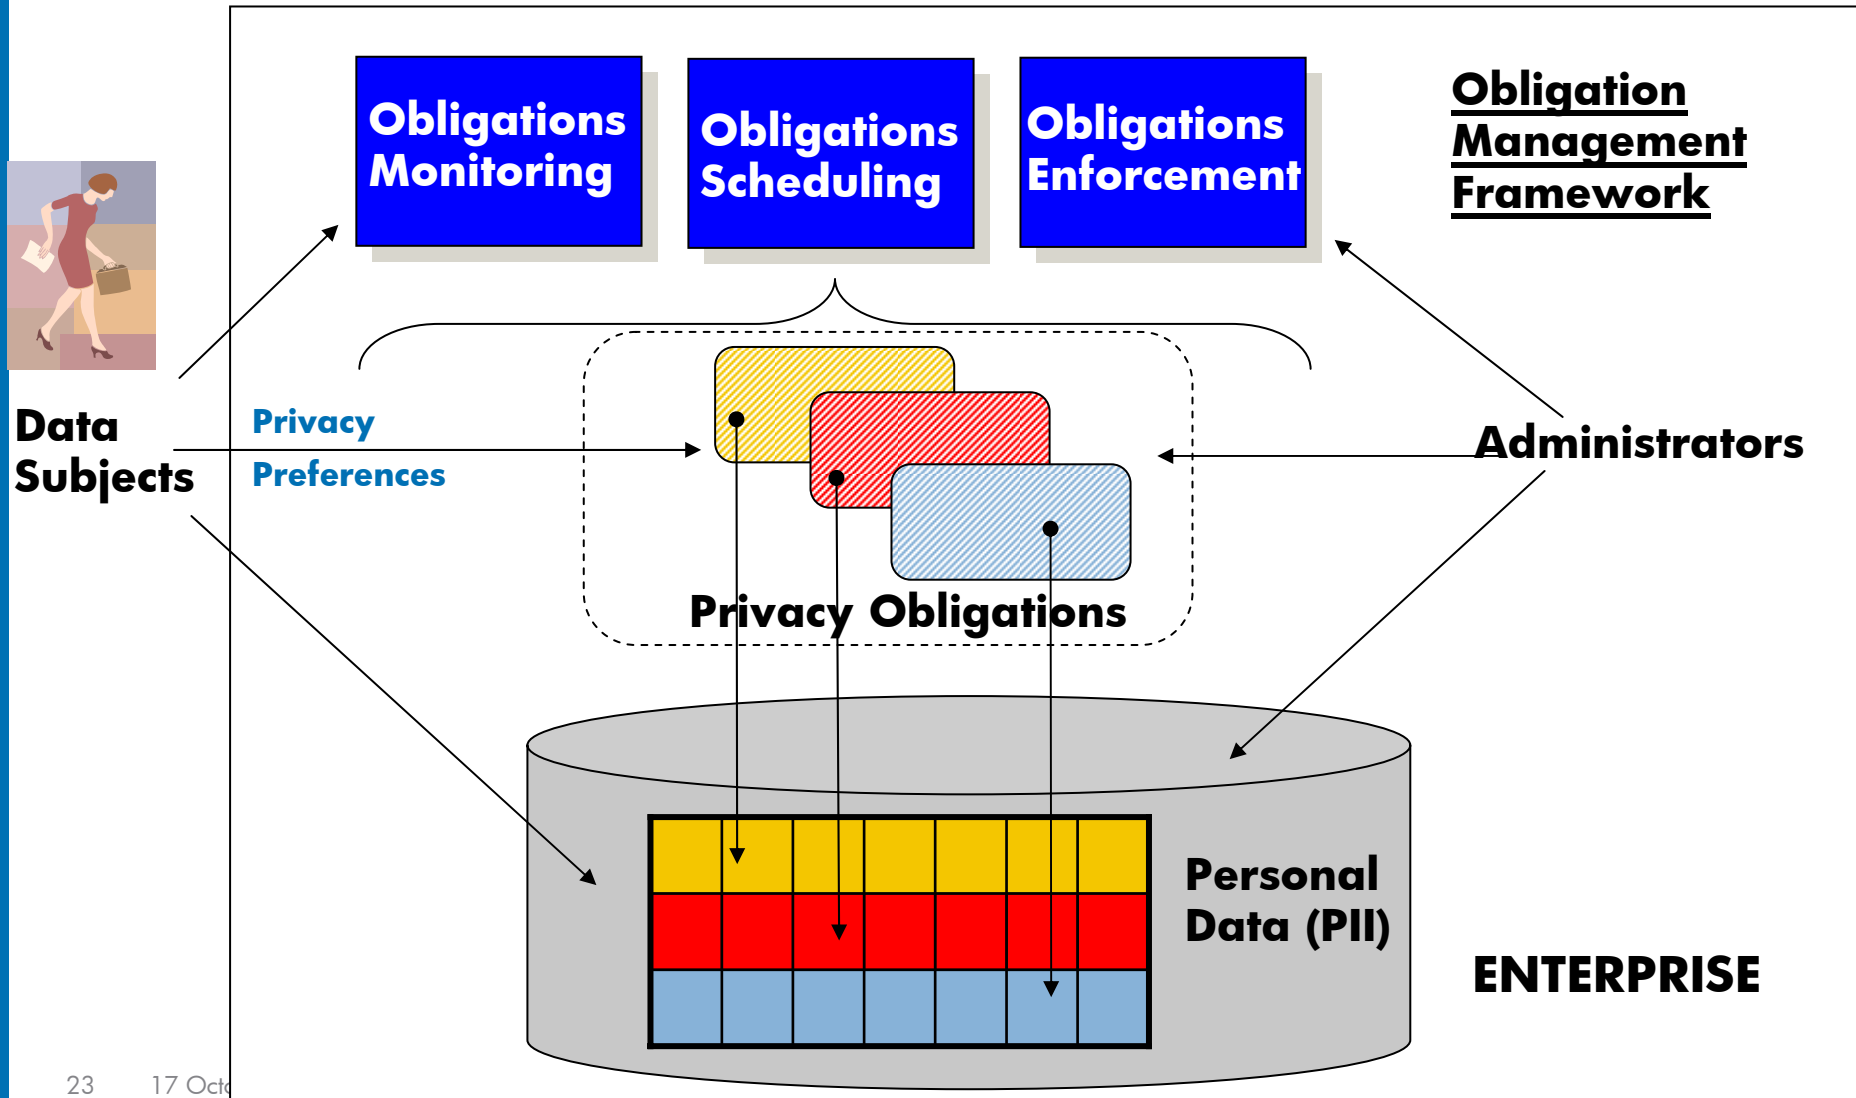 Obligations
Monitoring
Obligations
Scheduling
Obligations
Enforcement
Obligation
Management
Framework
Data
Subjects
Privacy
Preferences
Administrators
Privacy Obligations
Personal
Data (PII)
ENTERPRISE
23 17